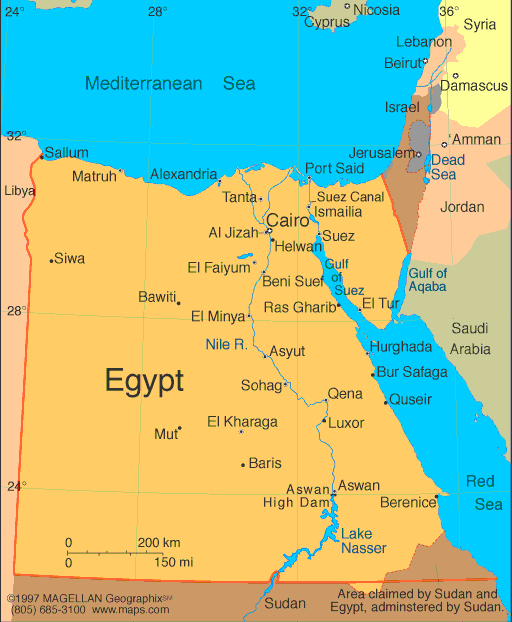 24°
28°
32°
36°
Nicosia
Cyprus
Syria
Lebanon
Beirut
Mediterranean Sea
Damascus
Israel
32°
'Amman
Sallum
Jerusalem
Dead
Sea
Port Said
Matruh
Alexandria
Libya
Tanta
Suez Canal
Ismailia
Jordan
Cairo
Al Jizah
Suez
Helwan
Siwa
El Faiyum
Gulf
of
Suez
Gulf of
Aqaba
Beni Suef
Bawiti
Ras Gharib
El Tur
28°
El Minya
Saudi
Arabia
Nile R.
Asyut
Hurghada
Egypt
Bur Safaga
Sohag
Qena
Quseir
El Kharaga
Luxor
Mut
Baris
Red
Sea
24°
Aswan
Aswan
High Dam
Berenice
Lake
Nasser
200 km
0
0
150 mi
©1997 MAGELLAN Geographix℠
(805) 685-3100 www.maps.com
Sudan
Area claimed by Sudan and
Egypt, adminstered by Sudan.